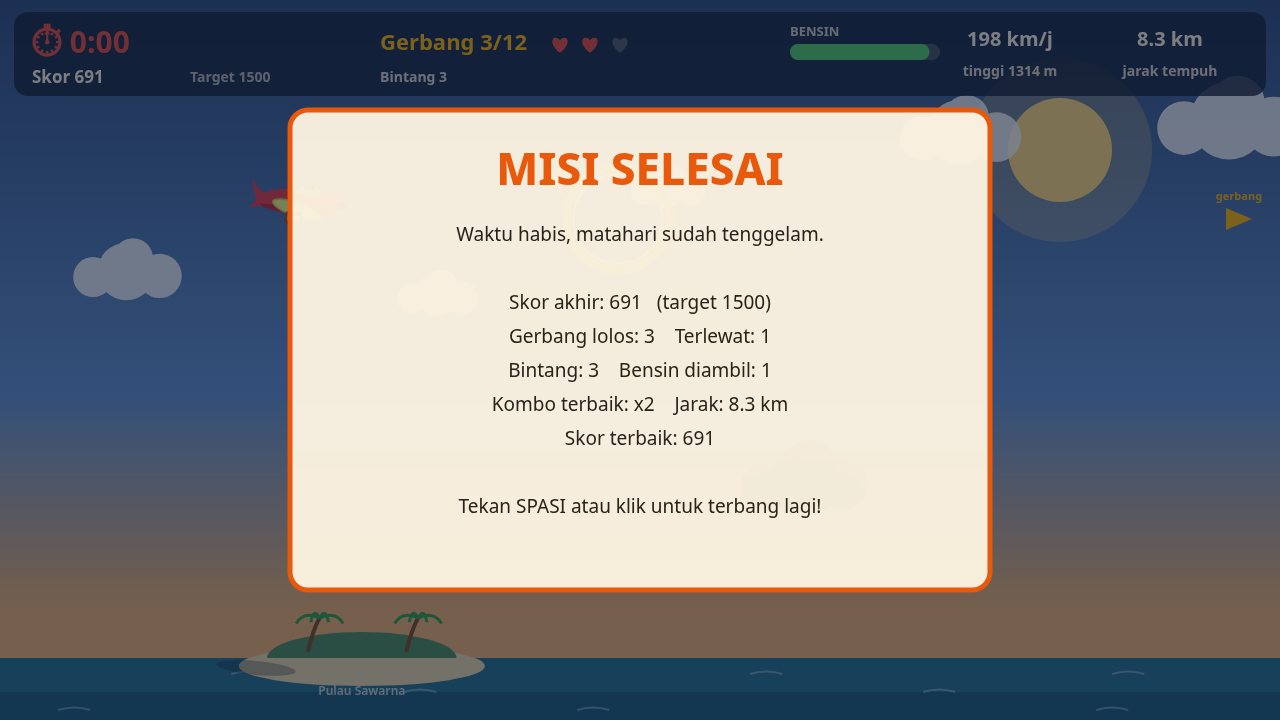 0:00
Gerbang 3/12
BENSIN
198 km/j
8.3 km
Skor 691
Target 1500
Bintang 3
tinggi 1314 m
jarak tempuh
MISI SELESAI
gerbang
Waktu habis, matahari sudah tenggelam.
Skor akhir: 691 (target 1500)
Gerbang lolos: 3 Terlewat: 1
Bintang: 3 Bensin diambil: 1
Kombo terbaik: x2 Jarak: 8.3 km
Skor terbaik: 691
Tekan SPASI atau klik untuk terbang lagi!
Pulau Sawarna